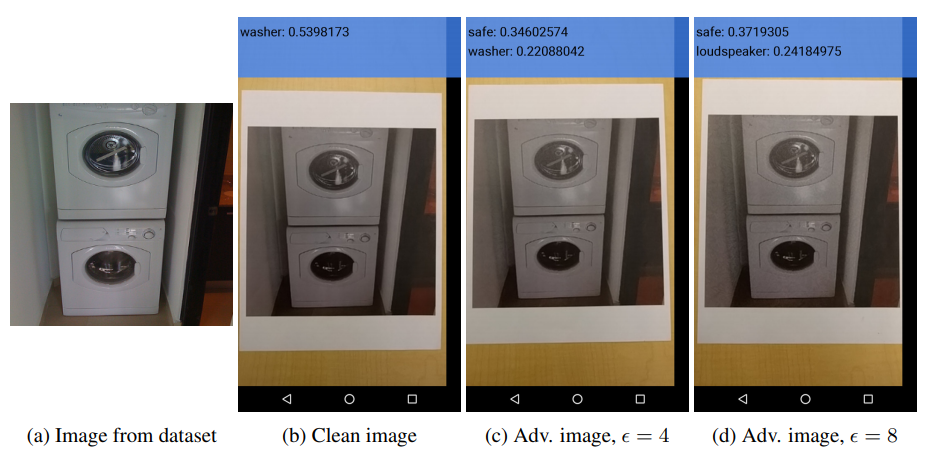 washer: 0.5398173
safe: 0.34602574
washer: 0.22088042
safe: 0.3719305
loudspeaker: 0.24184975
(a) Image from dataset
(b) Clean image
(c) Adv. image, ϵ = 4
(d) Adv. image, ϵ = 8